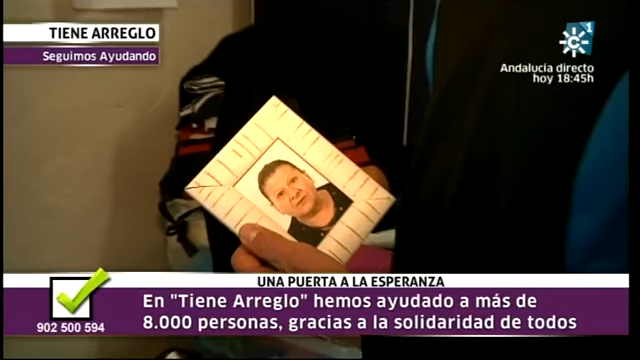 TIENE ARREGLO
Seguimos Ayudando
1
Andalucía directo
hoy 18:45h
UNA PUERTA A LA ESPERANZA
En "Tiene Arreglo" hemos ayudado a más de
8.000 personas, gracias a la solidaridad de todos
902 500 594